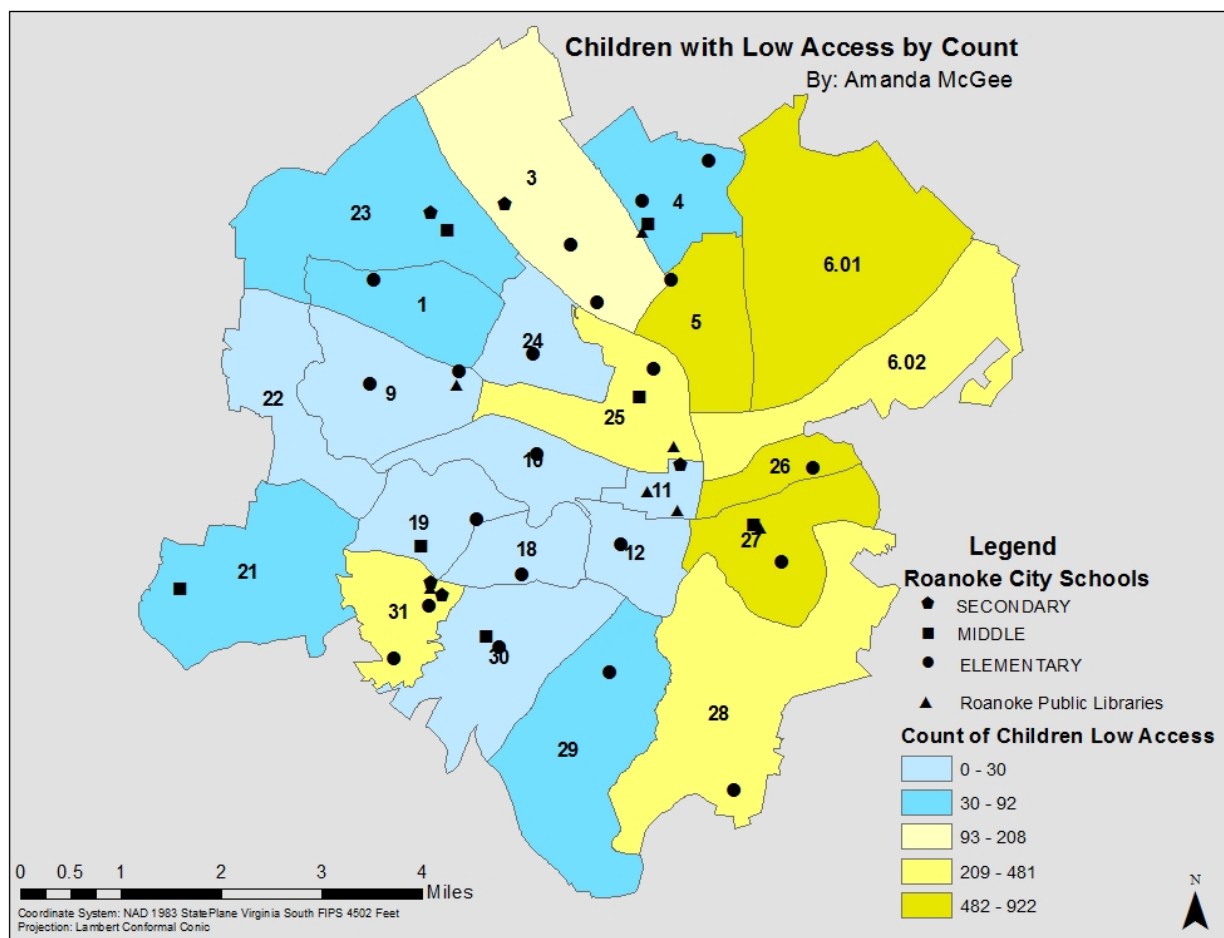 Children with Low Access by Count
By: Amanda McGee
3
4
23
6.01
1
5
24
6.02
9
22
25
26
10
11
27
19
18
12
21
31
30
28
29
Legend
Roanoke City Schools
SECONDARY
MIDDLE
ELEMENTARY
Roanoke Public Libraries
Count of Children Low Access
0 - 30
30 - 92
93 - 208
209 - 481
482 - 922
0 0.5 1 2 3 4
Miles
N
Coordinate System: NAD 1983 StatePlane Virginia South FIPS 4502 Feet
Projection: Lambert Conformal Conic